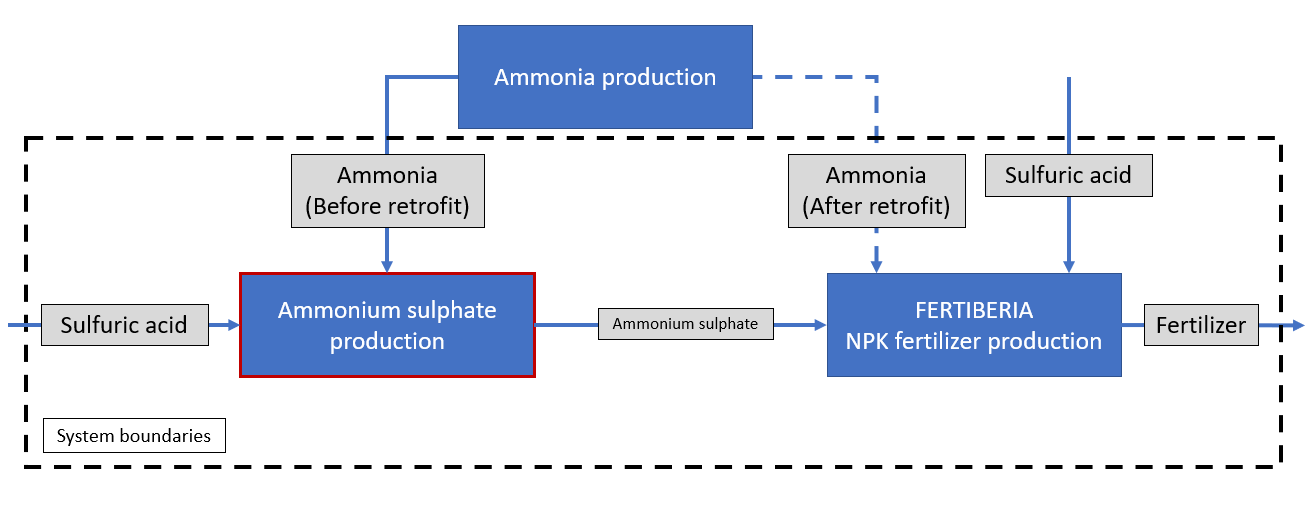 Ammonia production
Ammonia
(Before retrofit)
Ammonia
(After retrofit)
Sulfuric acid
Sulfuric acid
Ammonium sulphate
production
Ammonium sulphate
FERTIBERIA
NPK fertilizer production
Fertilizer
System boundaries